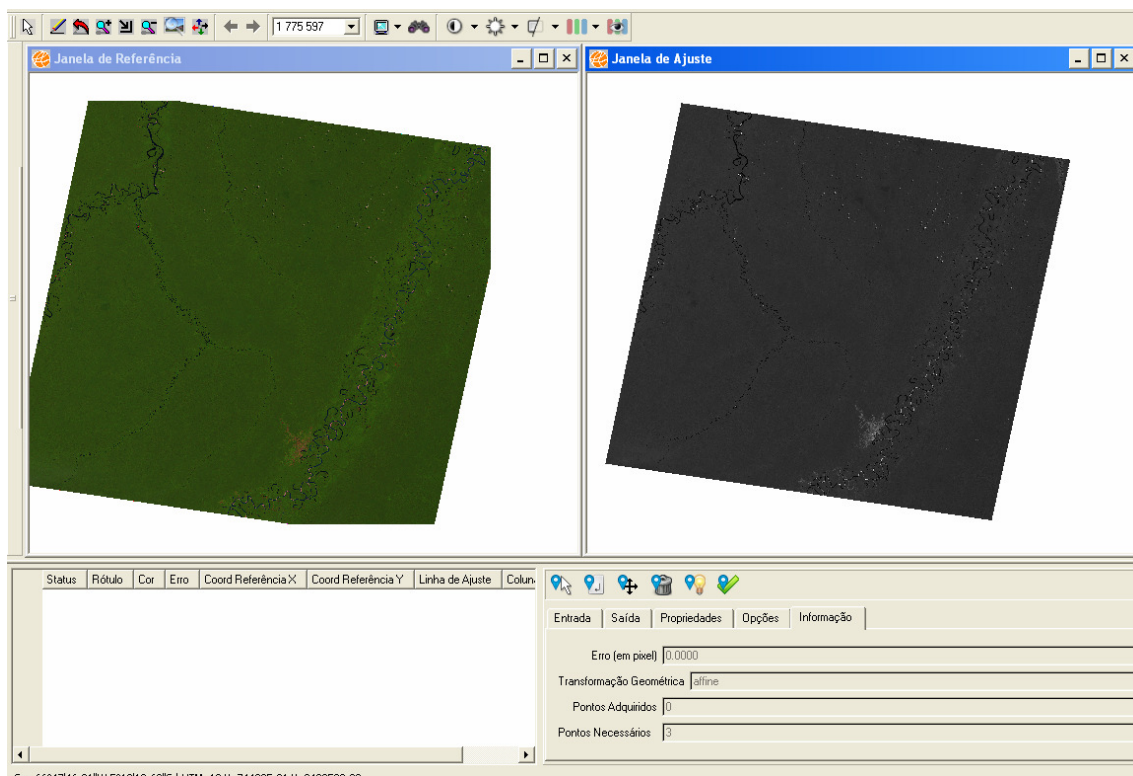 1 775 597
Janela de Referência
Janela de Ajuste
Status Rótulo Cor Erro Coord Referência X Coord Referência Y Linha de Ajuste Colun
Entrada Saída Propriedades Opções Informação
Erro (em pixel) 0.0000
Transformação Geométrica affine
Pontos Adquiridos 0
Pontos Necessários 3